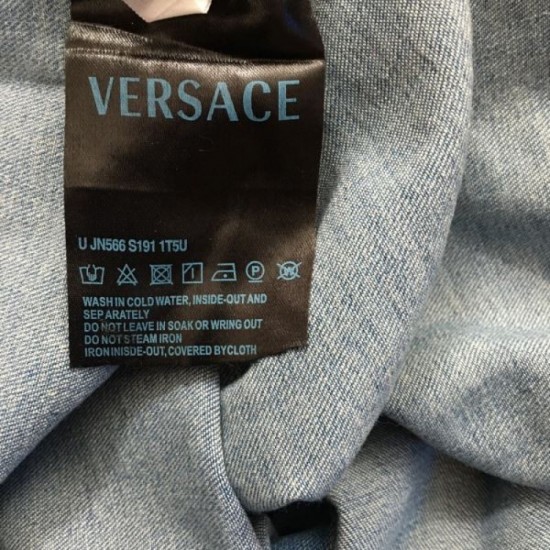 VERSACE
U JN566 S191 1T5U
WASH IN COLD WATER, INSIDE-OUT AND
SEP ARATELY
DO NOT LEAVE IN SOAK OR WRING OUT
DO NOT STEAM IRON
IRON INISDE-OUT, COVERED BYCLOTH